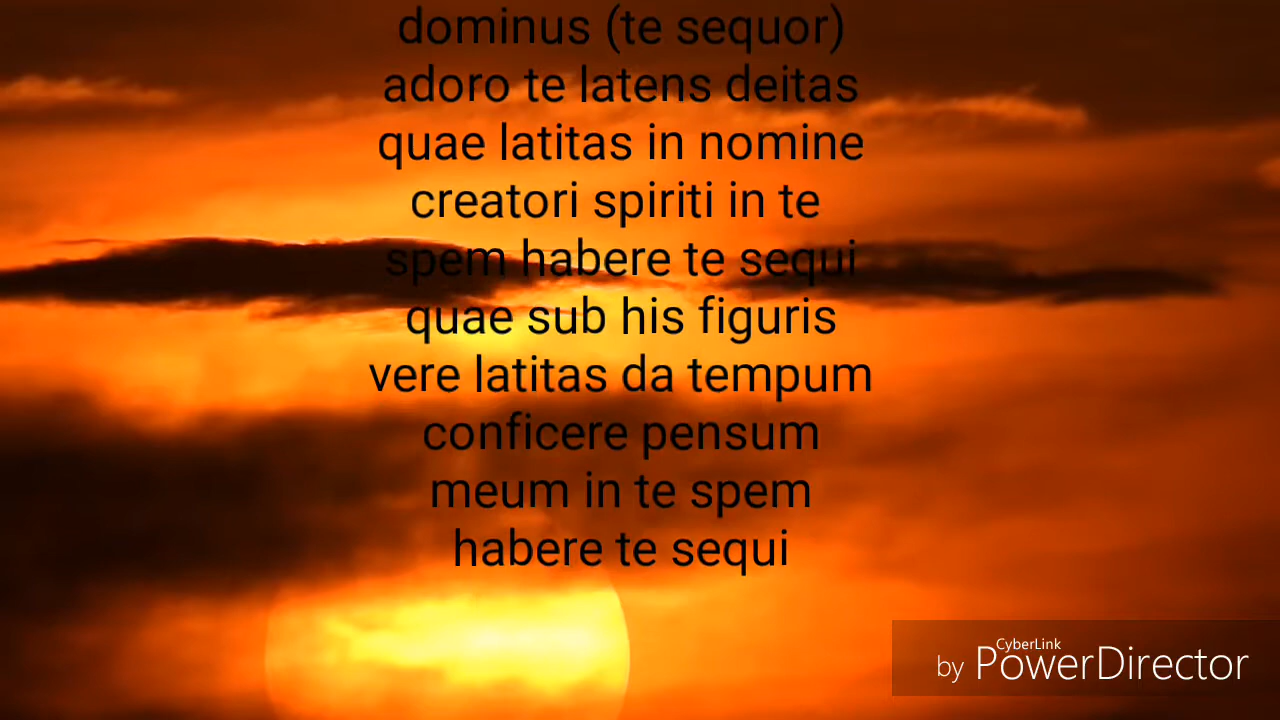 dominus (te sequor)
adoro te latens deitas
quae latitas in nomine
creatori spiriti in te
spem habere te sequi
quae sub his figuris
vere latitas da tempum
conficere pensum
meum in te spem
habere te sequi
by CyberLink PowerDirector